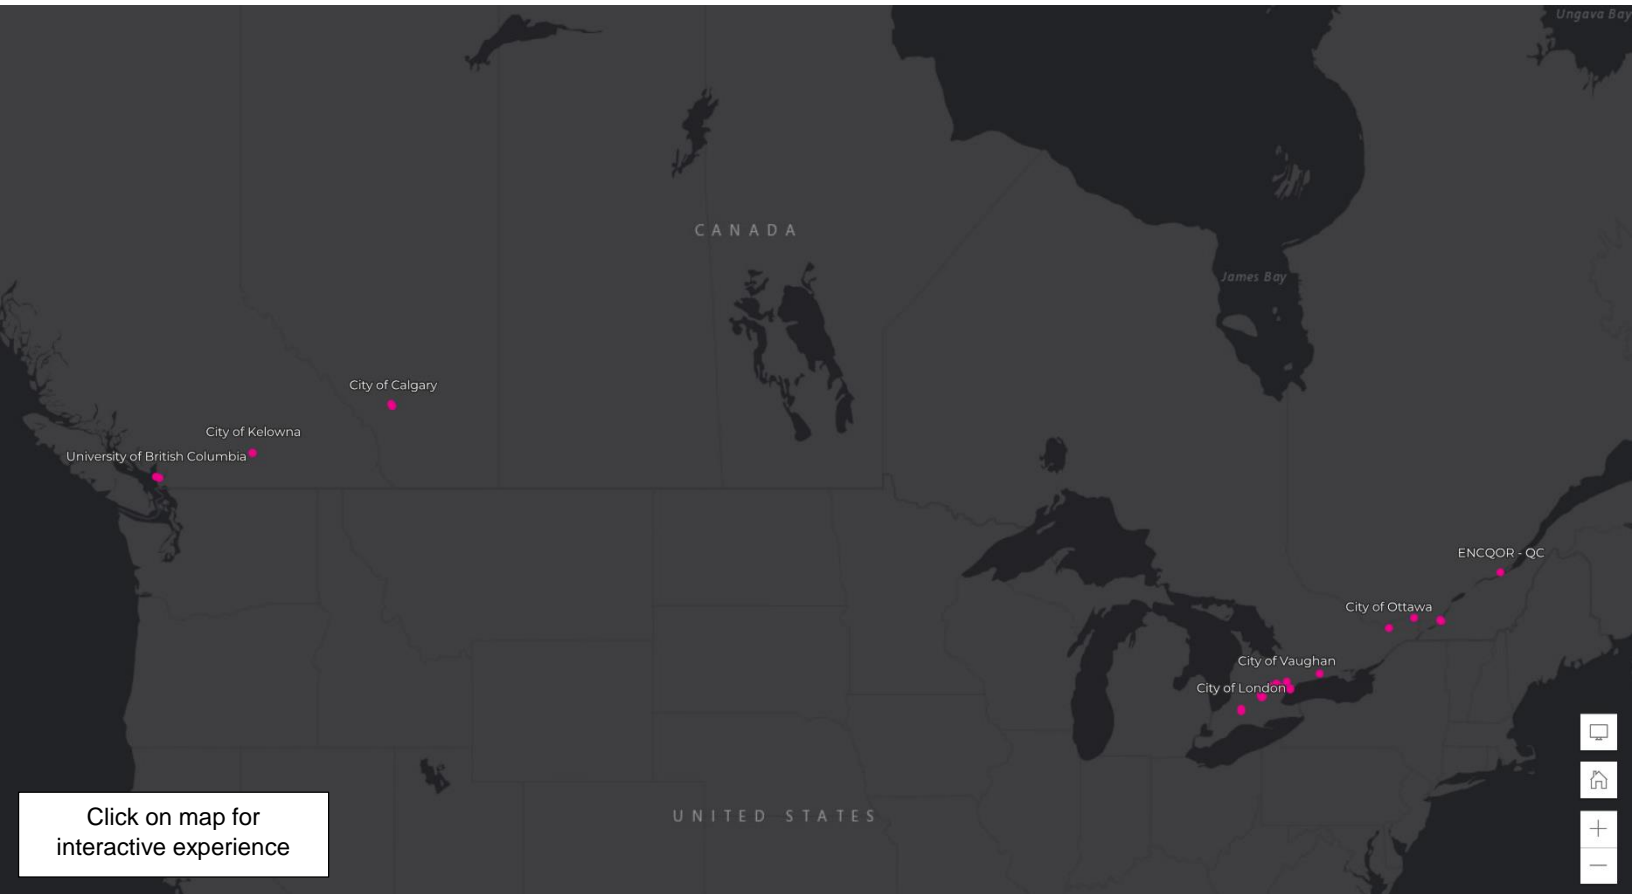 Ungava Bay
CANADA
James Bay
City of Calgary
City of Kelowna
University of British Columbia
ENCQOR - QC
City of Ottawa
City of Vaughan
City of London
UNITED STATES
Click on map for
interactive experience